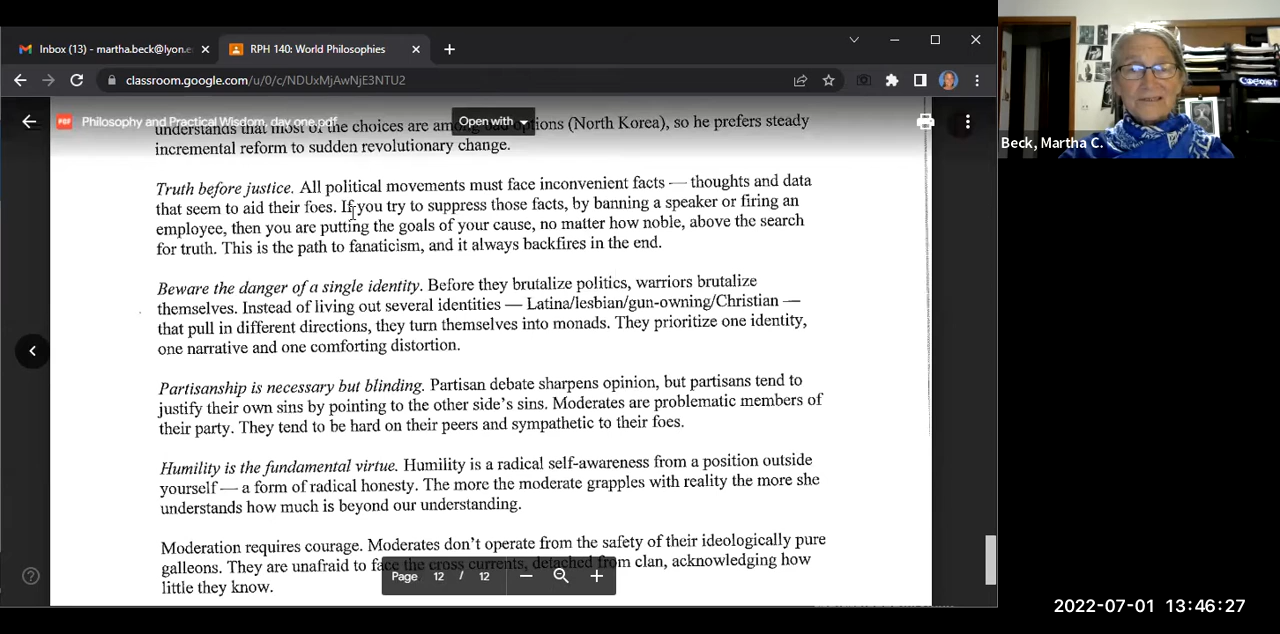 Inbox (13) - martha.beck@lyon.e
RPH 140: World Philosophies
classroom.google.com/u/0/c/NDUxMjAwNjE3NTU2
PDF
Philosophy and Practical Wisdom, day one.pdf
Open with
understands that most of the choices are among bad options (North Korea), so he prefers steady
incremental reform to sudden revolutionary change.
Truth before justice. All political movements must face inconvenient facts — thoughts and data
that seem to aid their foes. If you try to suppress those facts, by banning a speaker or firing an
employee, then you are putting the goals of your cause, no matter how noble, above the search
for truth. This is the path to fanaticism, and it always backfires in the end.
Beware the danger of a single identity. Before they brutalize politics, warriors brutalize
themselves. Instead of living out several identities — Latina/lesbian/gun-owning/Christian —
that pull in different directions, they turn themselves into monads. They prioritize one identity,
one narrative and one comforting distortion.
Partisanship is necessary but blinding. Partisan debate sharpens opinion, but partisans tend to
justify their own sins by pointing to the other side's sins. Moderates are problematic members of
their party. They tend to be hard on their peers and sympathetic to their foes.
Humility is the fundamental virtue. Humility is a radical self-awareness from a position outside
yourself — a form of radical honesty. The more the moderate grapples with reality the more she
understands how much is beyond our understanding.
Moderation requires courage. Moderates don't operate from the safety of their ideologically pure
galleons. They are unafraid to face the cross currents, detached from clan, acknowledging how
little they know.
Page 12 / 12
Coexist
Beck, Martha C.
2022-07-01 13:46:27